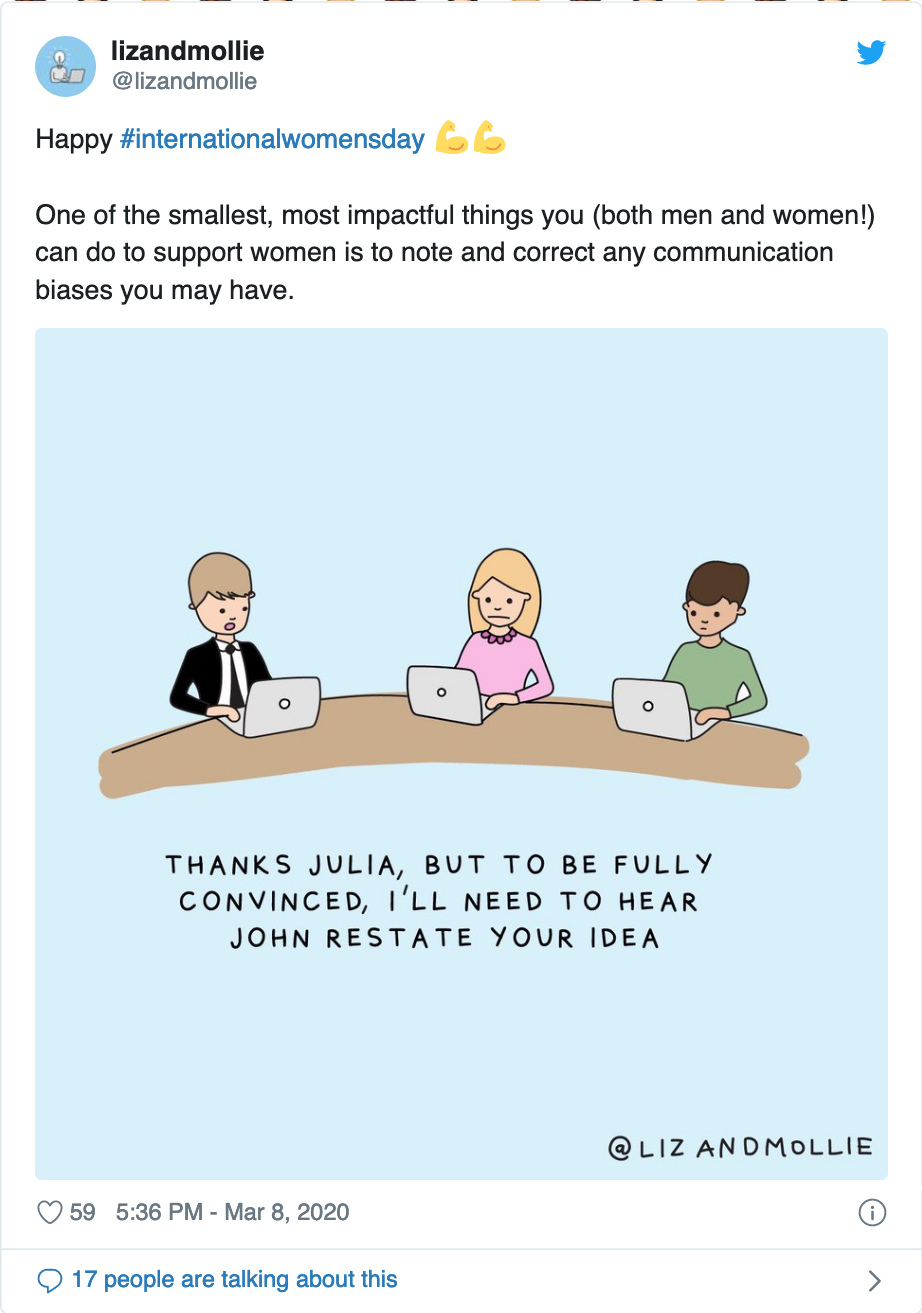 lizandmollie
@lizandmollie
Happy #internationalwomensday 💪💪
One of the smallest, most impactful things you (both men and women!)
can do to support women is to note and correct any communication
biases you may have.
THANKS JULIA, BUT TO BE FULLY
CONVINCED, I'LL NEED TO HEAR
JOHN RESTATE YOUR IDEA
@LIZANDMOLLIE
59 5:36 PM - Mar 8, 2020
17 people are talking about this